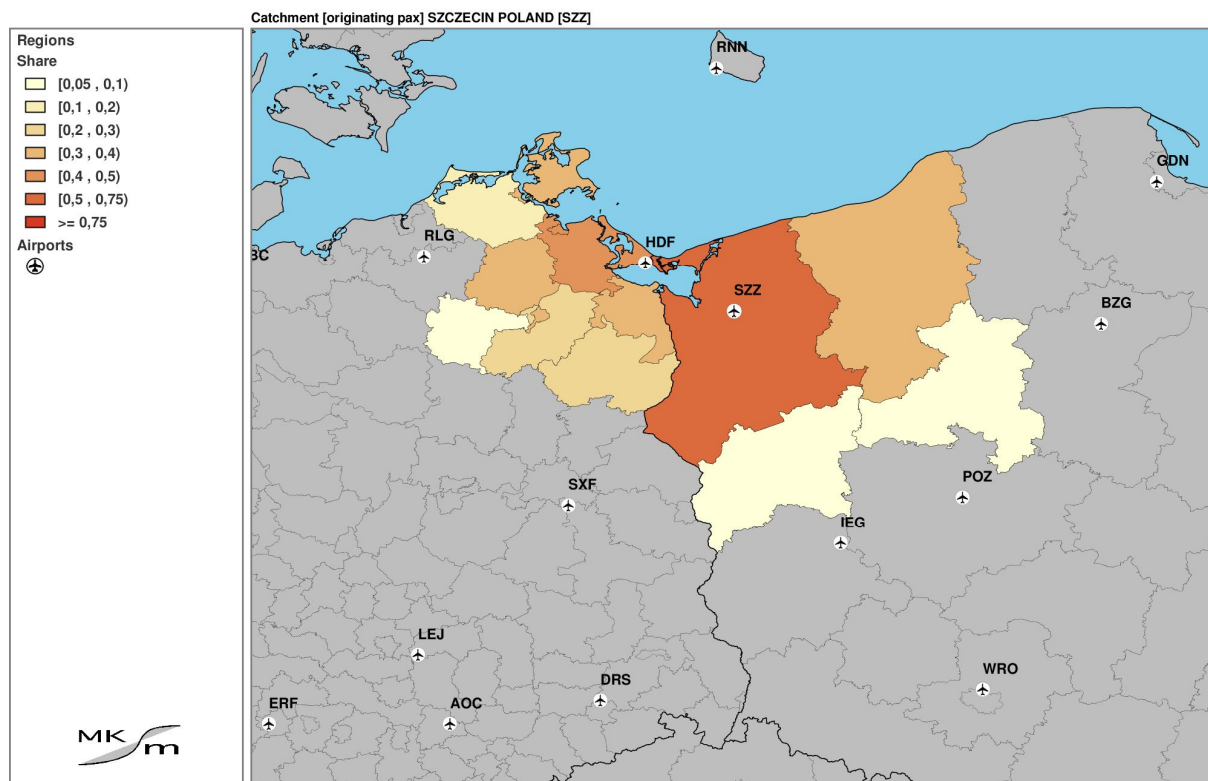 Catchment [originating pax] SZCZECIN POLAND [SZZ]
Regions
Share
[0,05 , 0,1)
[0,1 , 0,2)
[0,2 , 0,3)
[0,3 , 0,4)
[0,4 , 0,5)
[0,5 , 0,75)
>= 0,75
Airports
RNN
GDN
RLG
HDF
BC
SZZ
BZG
SXF
POZ
IEG
LEJ
DRS
WRO
ERF
AOC
MK
m